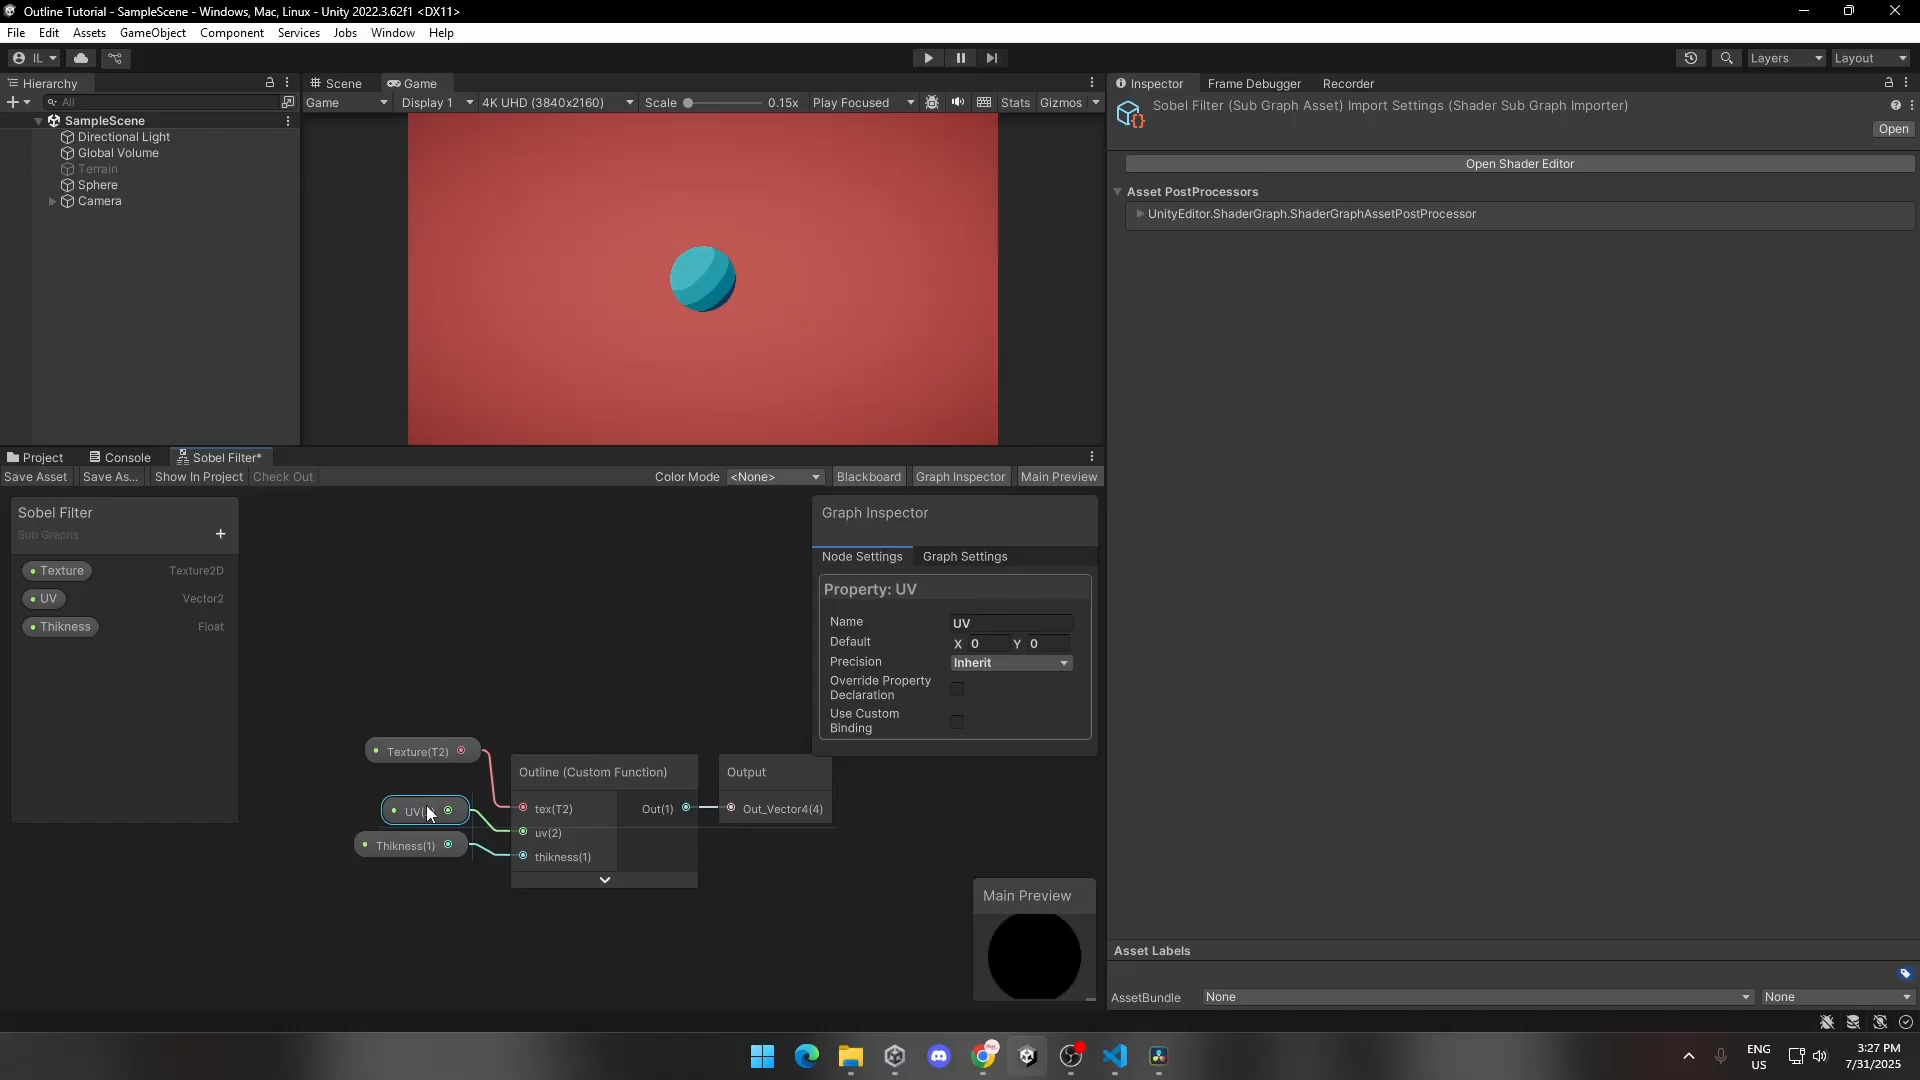 Outline Tutorial - SampleScene - Windows, Mac, Linux - Unity 2022.3.62f1 <DX11>
File Edit Assets GameObject Component Services Jobs Window Help
IL Layers Layout
Hierarchy
All
SampleScene
Directional Light
Global Volume
Terrain
Sphere
Camera
Scene Game
Game Display 1 4K UHD (3840x2160) Scale 0.15x Play Focused Stats Gizmos
Inspector Frame Debugger Recorder
Sobel Filter (Sub Graph Asset) Import Settings (Shader Sub Graph Importer)
Open
Open Shader Editor
Asset PostProcessors
UnityEditor.ShaderGraph.ShaderGraphAssetPostProcessor
Project Console Sobel Filter*
Save Asset Save As... Show In Project Check Out Color Mode <None> Blackboard Graph Inspector Main Preview
Sobel Filter
Sub Graphs
Texture Texture2D
UV Vector2
Thikness Float
Graph Inspector
Node Settings Graph Settings
Property: UV
Name UV
Default X 0 Y 0
Precision Inherit
Override Property
Declaration
Use Custom
Binding
Texture(T2)
UV(
Thikness(1)
Outline (Custom Function)
tex(T2) Out(1)
uv(2)
thikness(1)
Output
Out_Vector4(4)
Main Preview
Asset Labels
AssetBundle None None
ENG
US
3:27 PM
7/31/2025